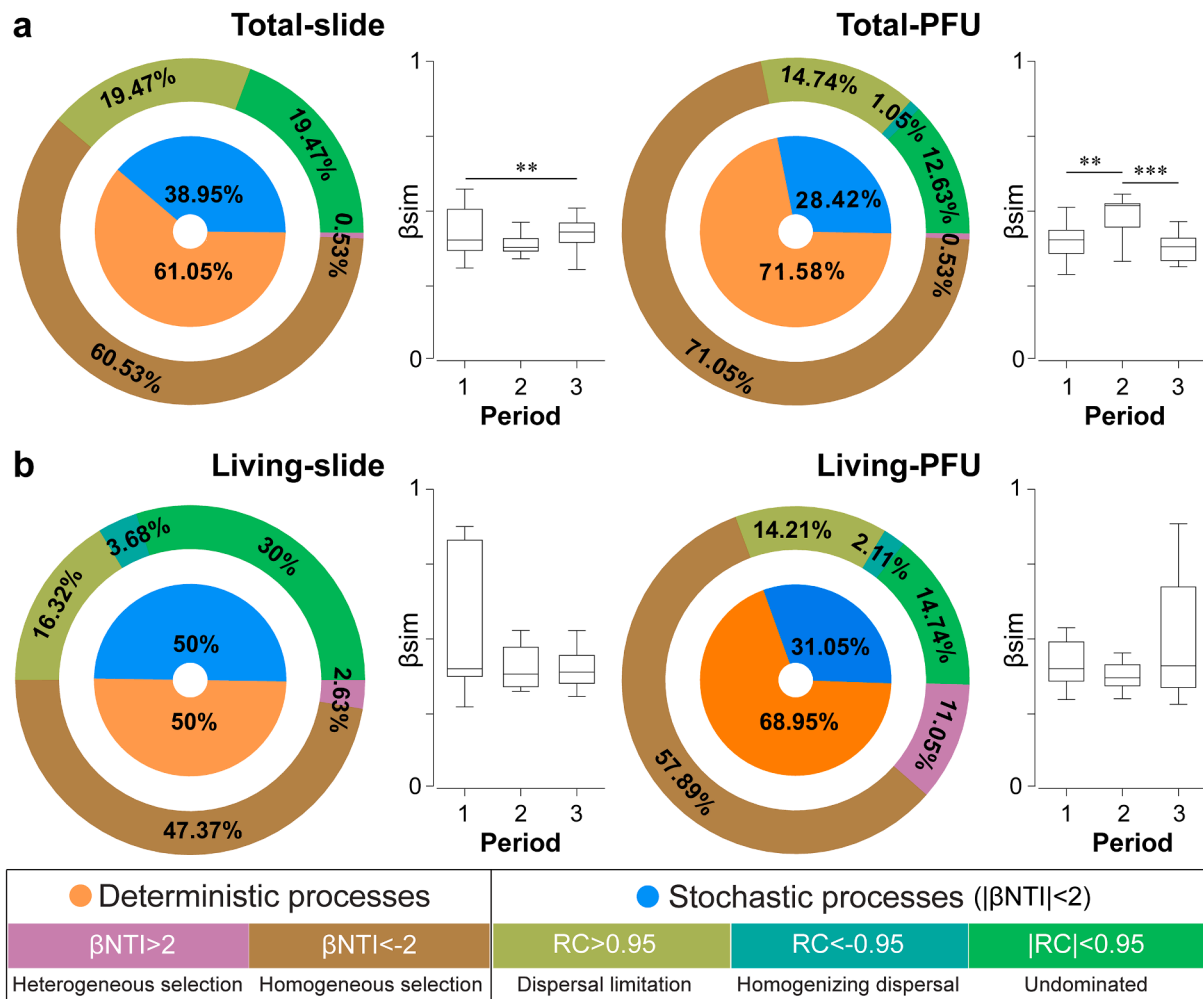 a
Total-slide
Total-PFU
19.47%
19.47%
0.53%
60.53%
38.95%
61.05%
βsim
1
0
**
1 2 3
Period
14.74%
1.05%
12.63%
0.53%
71.05%
28.42%
71.58%
βsim
1
0
** ***
1 2 3
Period
b
Living-slide
Living-PFU
16.32%
3.68%
30%
2.63%
47.37%
50%
50%
βsim
1
0
1 2 3
Period
14.21%
2.11%
14.74%
11.05%
57.89%
31.05%
68.95%
βsim
1
0
1 2 3
Period
Deterministic processes
Stochastic processes (|βNTI|<2)
βNTI>2 βNTI<-2 RC>0.95 RC<-0.95 |RC|<0.95
Heterogeneous selection Homogeneous selection Dispersal limitation Homogenizing dispersal Undominated